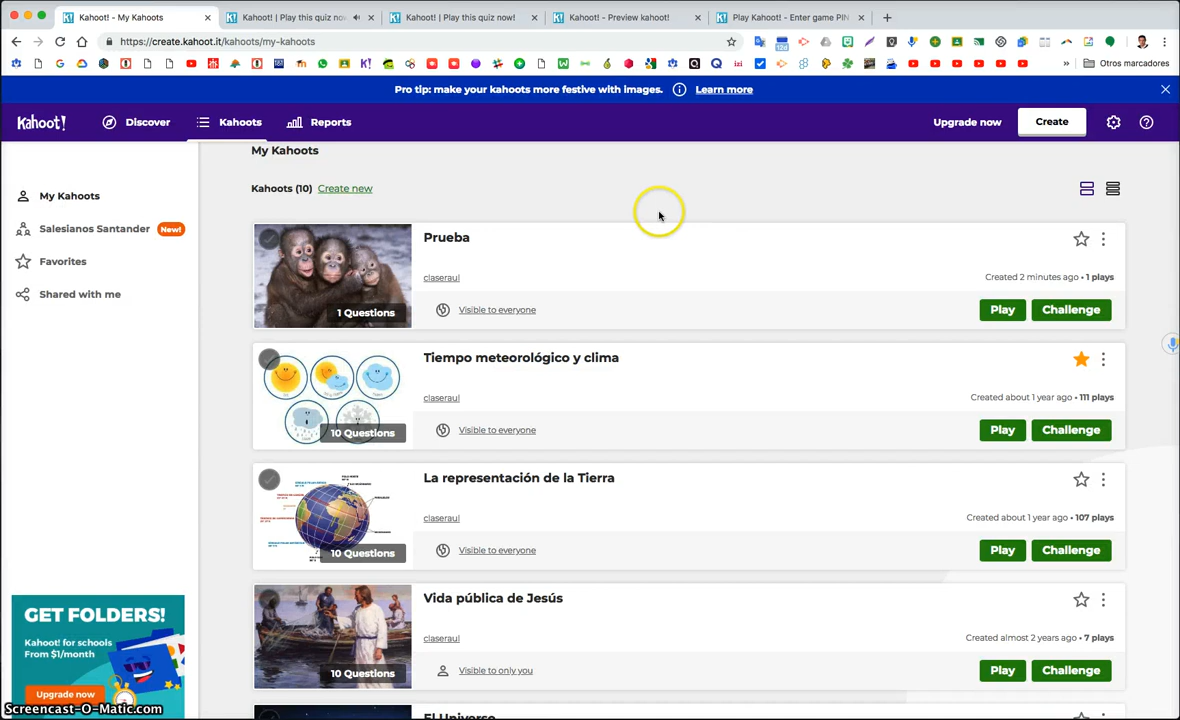 Kahoot! - My Kahoots
Kahoot! | Play this quiz now
Kahoot! | Play this quiz now!
Kahoot! - Preview kahoot!
Play Kahoot! - Enter game PIN
https://create.kahoot.it/kahoots/my-kahoots
Otros marcadores
Pro tip: make your kahoots more festive with images. Learn more
Kahoot! Discover Kahoots Reports Upgrade now Create
My Kahoots
Kahoots (10) Create new
My Kahoots
Salesianos Santander New!
Favorites
Shared with me
Prueba
claseraul
Created 2 minutes ago • 1 plays
1 Questions
Visible to everyone
Play Challenge
Tiempo meteorológico y clima
claseraul
Created about 1 year ago • 111 plays
10 Questions
Visible to everyone
Play Challenge
La representación de la Tierra
claseraul
Created about 1 year ago • 107 plays
10 Questions
Visible to everyone
Play Challenge
Vida pública de Jesús
claseraul
Created almost 2 years ago • 7 plays
10 Questions
Visible to only you
Play Challenge
El Universo
GET FOLDERS!
Kahoot! for schools
From $1/month
Upgrade now
Screencast-O-Matic.com